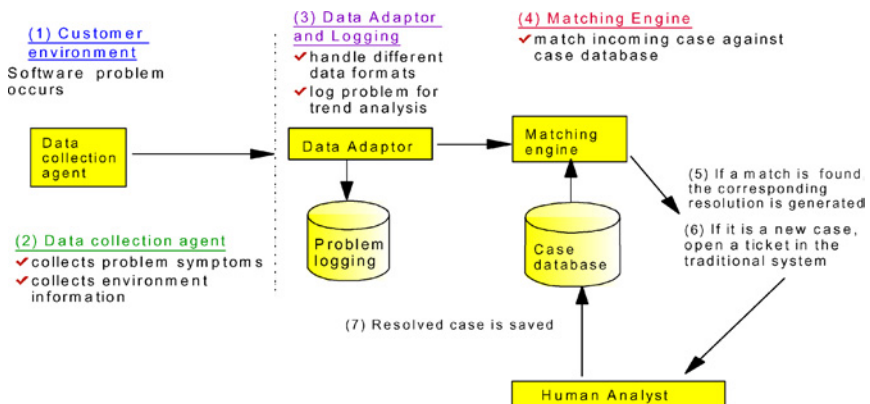 (1) Customer
environment
Software problem
occurs
Data
collection
agent
(2) Data collection agent
collects problem symptoms
collects environment
information
(3) Data Adaptor
and Logging
handle different
data formats
log problem for
trend analysis
Data Adaptor
Problem
logging
(4) Matching Engine
match incoming case against
case database
Matching
engine
Case
database
(5) If a match is found
the corresponding
resolution is generated
(6) If it is a new case,
open a ticket in the
traditional system
(7) Resolved case is saved
Human Analyst